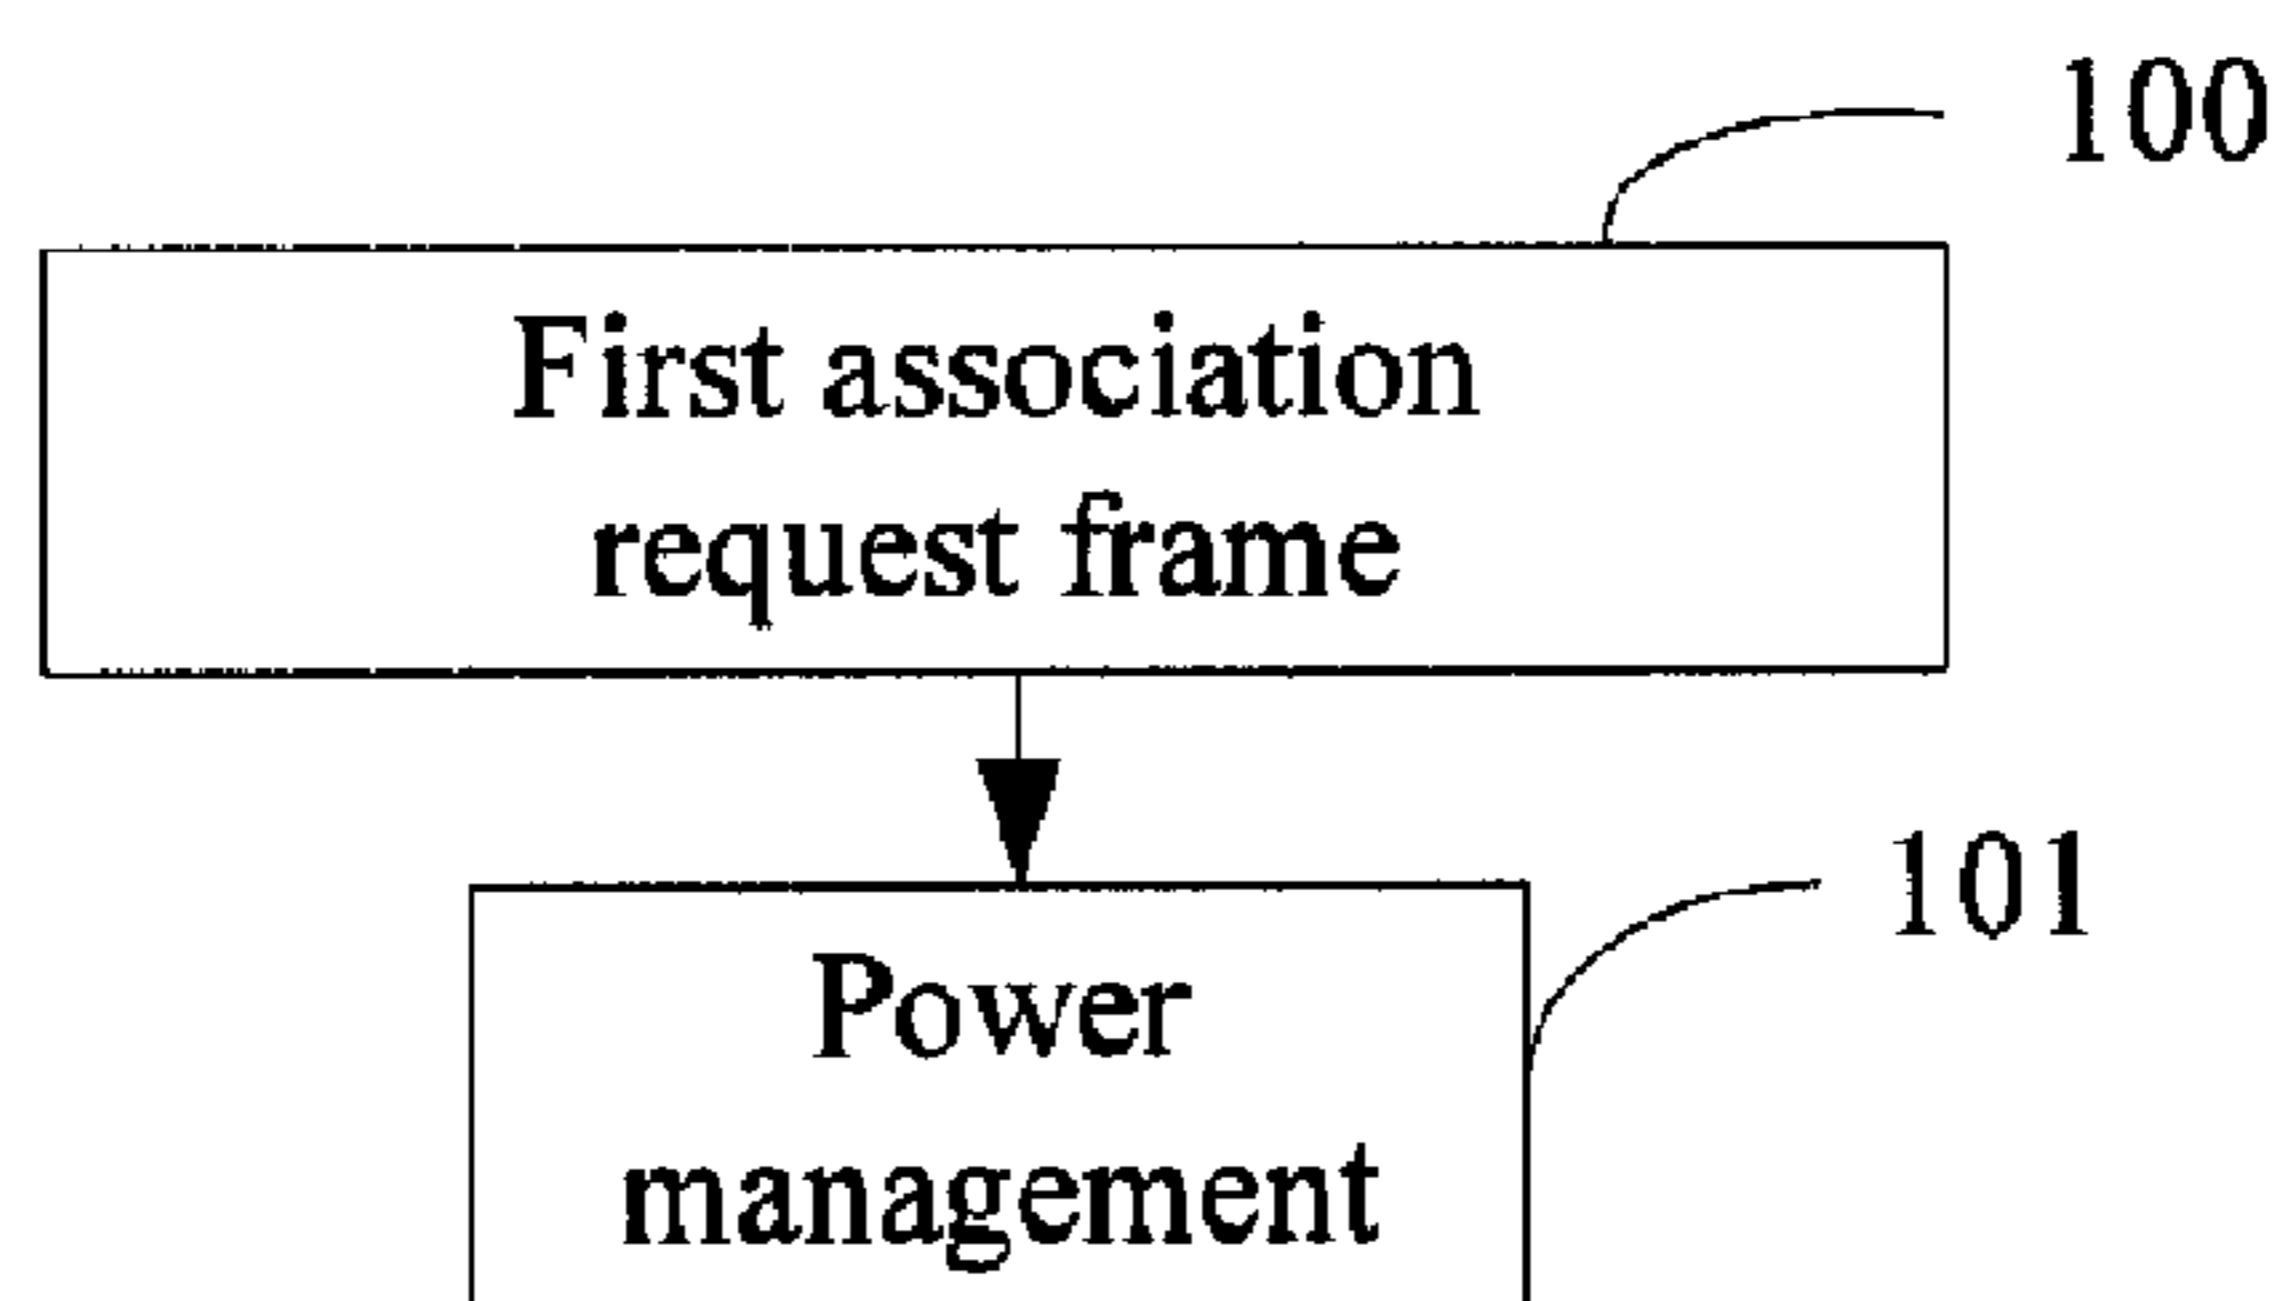 100
First association
request frame
101
Power
management